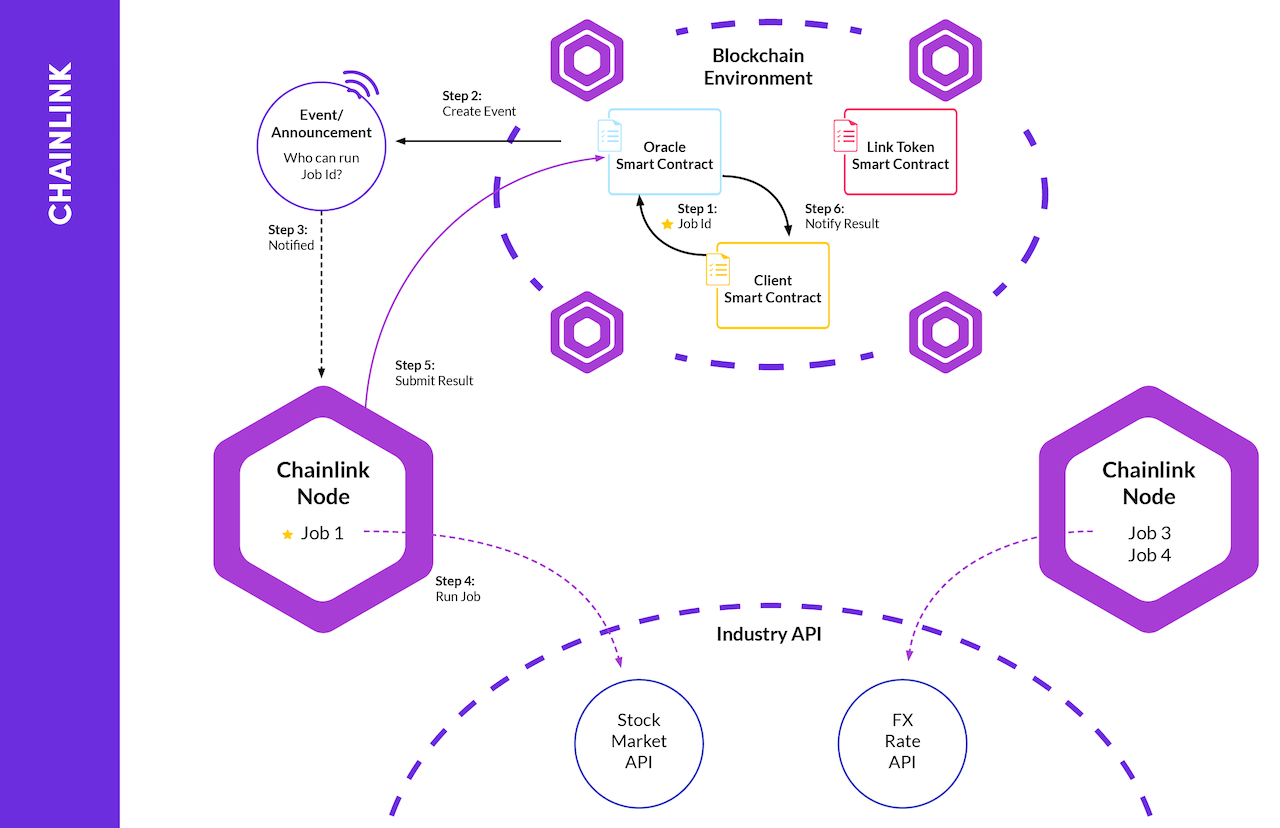 CHAINLINK
Blockchain
Environment
Event/
Announcement
Who can run
Job Id?
Step 2:
Create Event
Oracle
Smart Contract
Link Token
Smart Contract
Step 1:
Job Id
Step 6:
Notify Result
Step 3:
Notified
Client
Smart Contract
Step 5:
Submit Result
Chainlink
Node
Job 1
Chainlink
Node
Job 3
Job 4
Step 4:
Run Job
Industry API
Stock
Market
API
FX
Rate
API